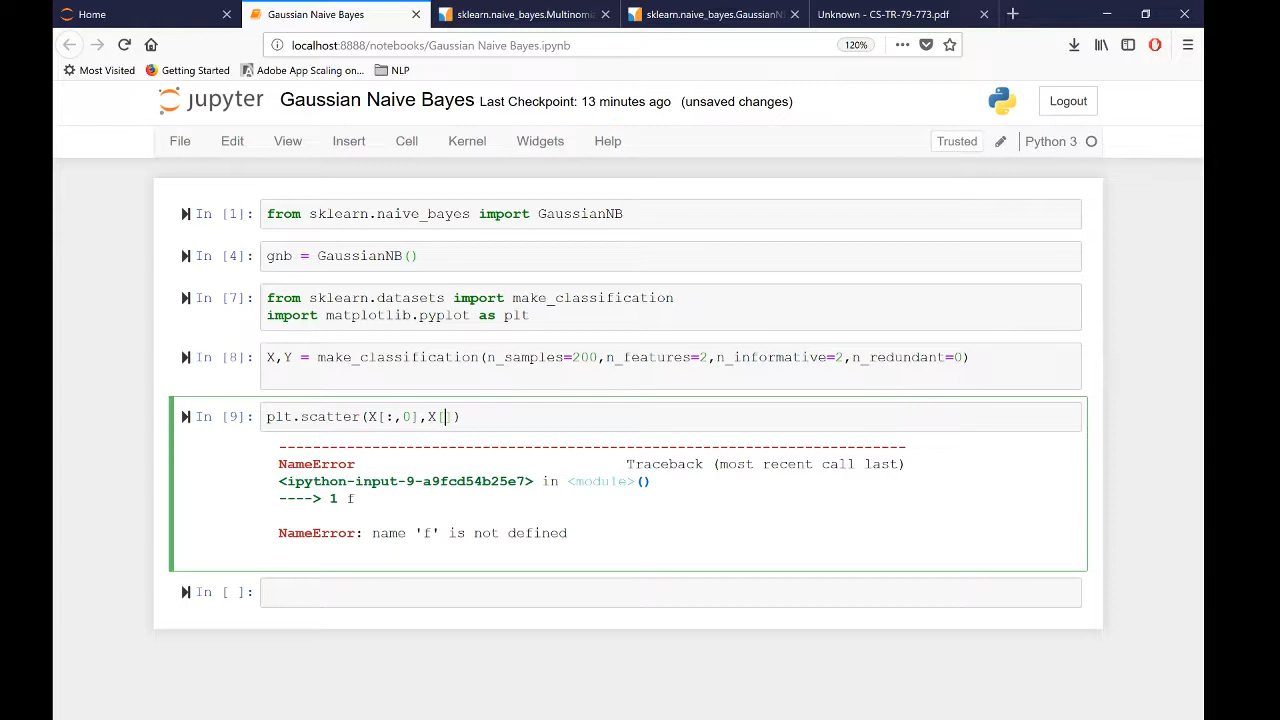 Home
Gaussian Naive Bayes
sklearn.naive_bayes.Multinomi
sklearn.naive_bayes.GaussianN
Unknown - CS-TR-79-773.pdf
localhost:8888/notebooks/Gaussian Naive Bayes.ipynb
120%
Most Visited
Getting Started
Adobe App Scaling on...
NLP
jupyter Gaussian Naive Bayes Last Checkpoint: 13 minutes ago (unsaved changes)
Logout
File Edit View Insert Cell Kernel Widgets Help
Trusted
Python 3
In [1]: from sklearn.naive_bayes import GaussianNB
In [4]: gnb = GaussianNB()
In [7]: from sklearn.datasets import make_classification
import matplotlib.pyplot as plt
In [8]: X,Y = make_classification(n_samples=200,n_features=2,n_informative=2,n_redundant=0)
In [9]: plt.scatter(X[:,0],X[])
---------------------------------------------------------------------------
NameError Traceback (most recent call last)
<ipython-input-9-a9fcd54b25e7> in <module>()
----> 1 f
NameError: name 'f' is not defined
In [ ]: